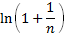 ln(1 + 1/n)